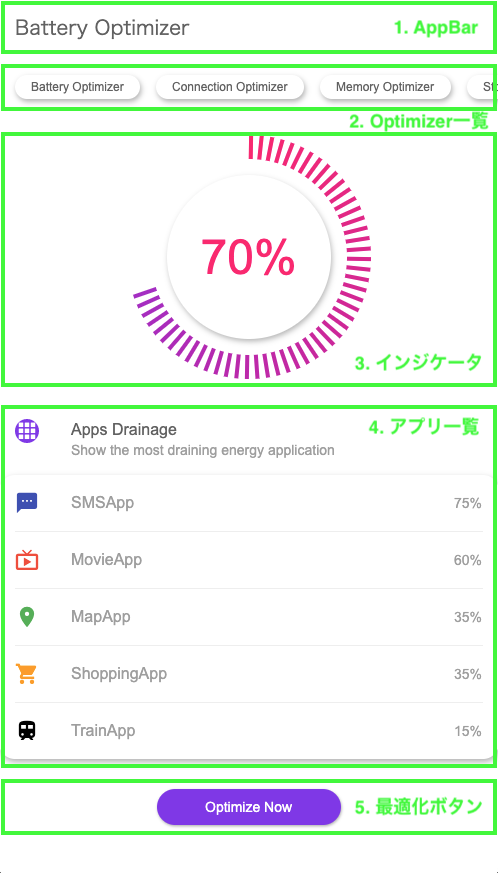 Battery Optimizer
1. AppBar
Battery Optimizer
Connection Optimizer
Memory Optimizer
2. Optimizer一覧
70%
3. インジケータ
Apps Drainage
4. アプリ一覧
Show the most draining energy application
SMSApp 75%
MovieApp 60%
MapApp 35%
ShoppingApp 35%
TrainApp 15%
Optimize Now
5. 最適化ボタン